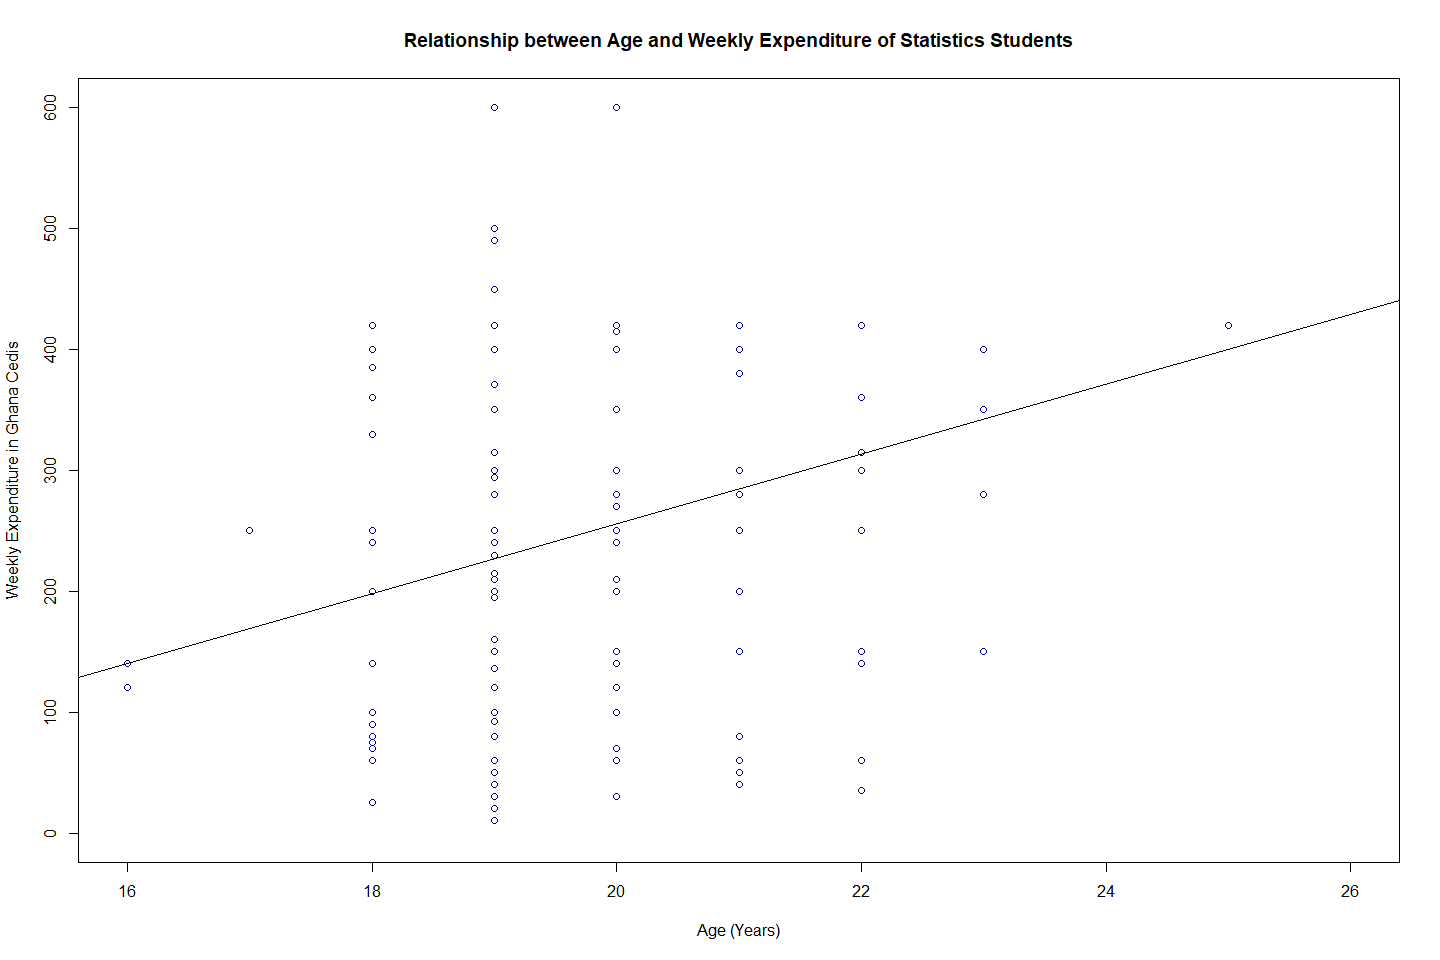 Relationship between Age and Weekly Expenditure of Statistics Students
Weekly Expenditure in Ghana Cedis
600
500
400
300
200
100
0
16 18 20 22 24 26
Age (Years)